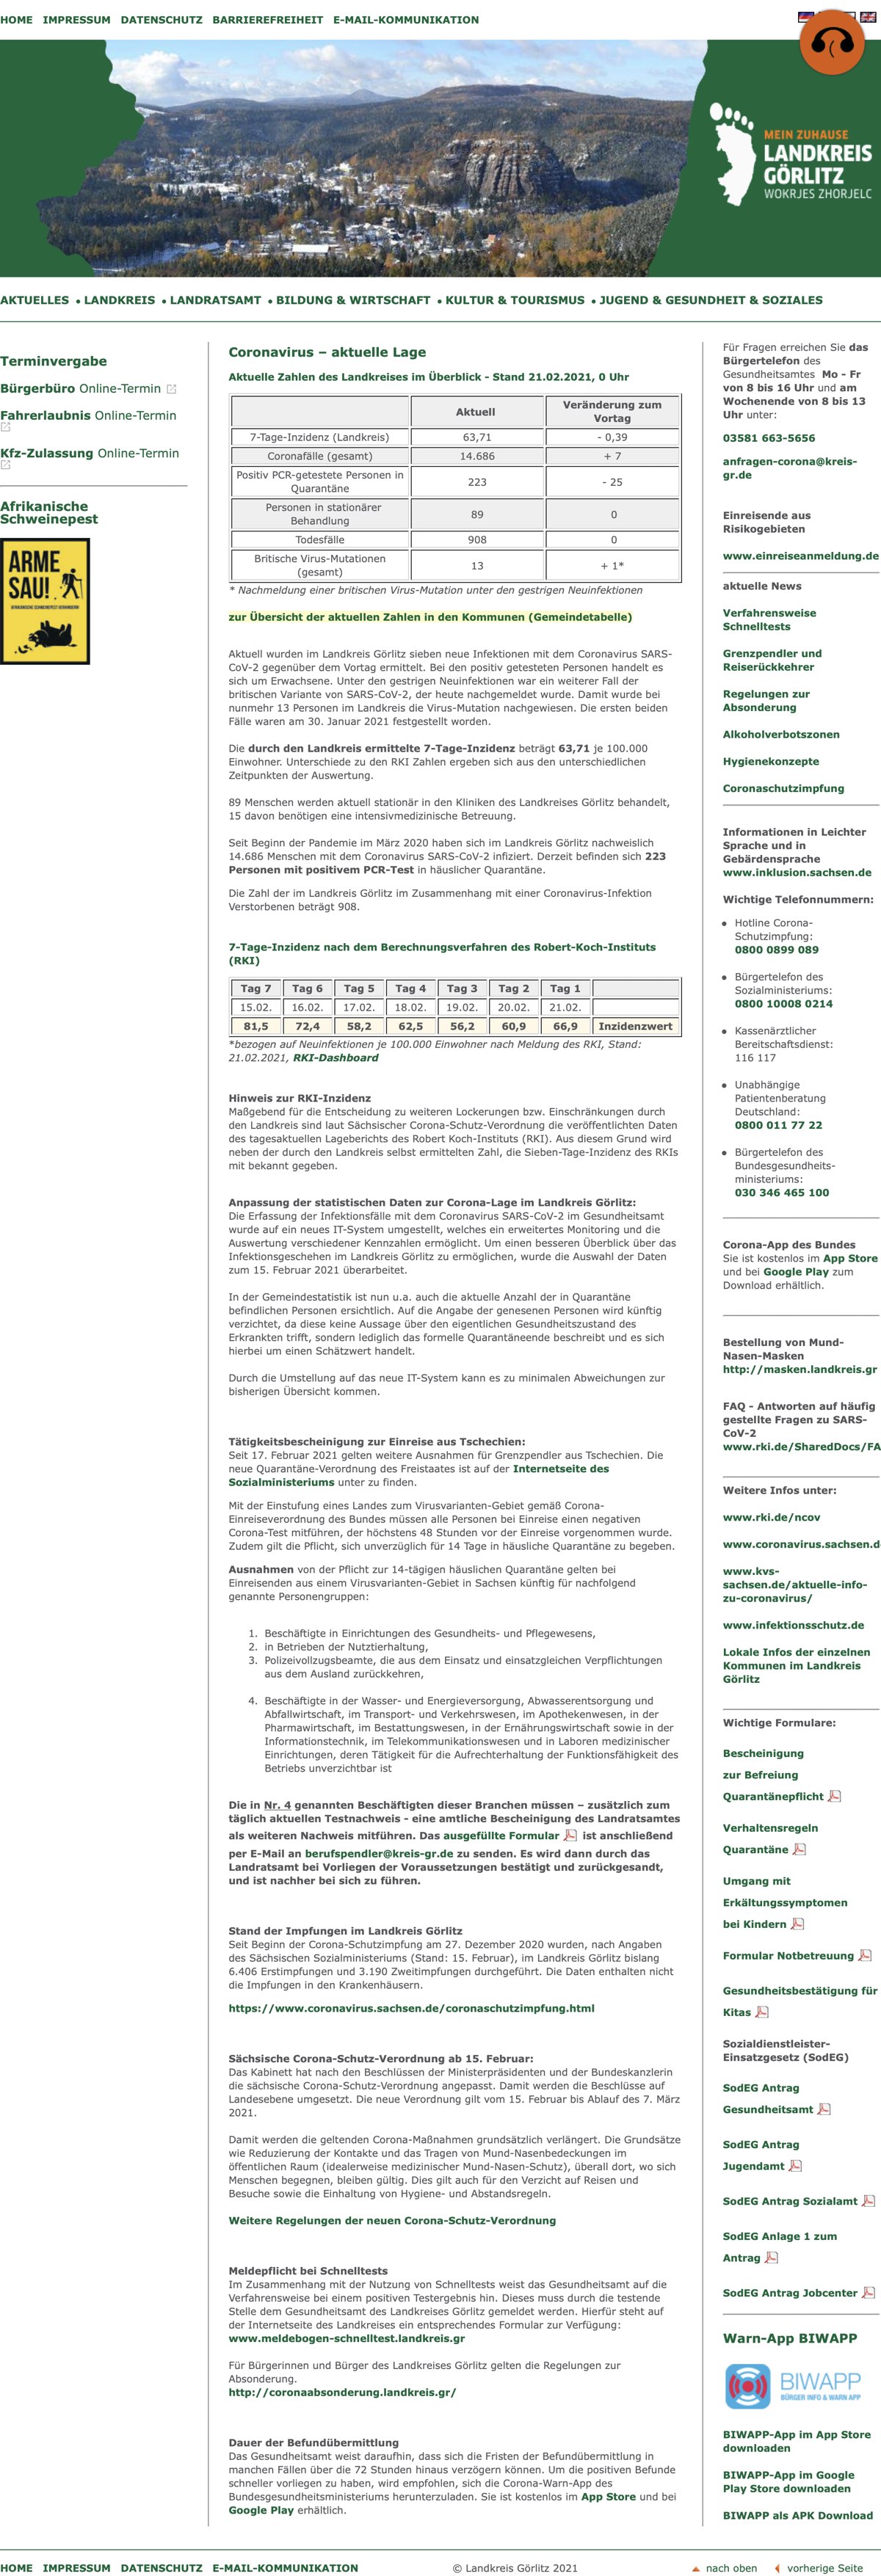 HOME IMPRESSUM DATENSCHUTZ BARRIEREFREIHEIT E-MAIL-KOMMUNIKATION
MEIN ZUHAUSE
LANDKREIS
GÖRLITZ
WOKRJES ZHORJELC
AKTUELLES • LANDKREIS • LANDRATSAMT • BILDUNG & WIRTSCHAFT • KULTUR & TOURISMUS • JUGEND & GESUNDHEIT & SOZIALES
Terminvergabe
Bürgerbüro Online-Termin
Fahrerlaubnis Online-Termin
Kfz-Zulassung Online-Termin
Afrikanische
Schweinepest
ARME
SAU!
Coronavirus – aktuelle Lage
Aktuelle Zahlen des Landkreises im Überblick - Stand 21.02.2021, 0 Uhr
Aktuell Veränderung zum
Vortag
7-Tage-Inzidenz (Landkreis) 63,71 - 0,39
Coronafälle (gesamt) 14.686 + 7
Positiv PCR-getestete Personen in
Quarantäne 223 - 25
Personen in stationärer
Behandlung 89 0
Todesfälle 908 0
Britische Virus-Mutationen
(gesamt) 13 + 1*
* Nachmeldung einer britischen Virus-Mutation unter den gestrigen Neuinfektionen
zur Übersicht der aktuellen Zahlen in den Kommunen (Gemeindetabelle)
Aktuell wurden im Landkreis Görlitz sieben neue Infektionen mit dem Coronavirus SARS-
CoV-2 gegenüber dem Vortag ermittelt. Bei den positiv getesteten Personen handelt es
sich um Erwachsene. Unter den gestrigen Neuinfektionen war ein weiterer Fall der
britischen Variante von SARS-CoV-2, der heute nachgemeldet wurde. Damit wurde bei
nunmehr 13 Personen im Landkreis die Virus-Mutation nachgewiesen. Die ersten beiden
Fälle waren am 30. Januar 2021 festgestellt worden.
Die durch den Landkreis ermittelte 7-Tage-Inzidenz beträgt 63,71 je 100.000
Einwohner. Unterschiede zu den RKI Zahlen ergeben sich aus den unterschiedlichen
Zeitpunkten der Auswertung.
89 Menschen werden aktuell stationär in den Kliniken des Landkreises Görlitz behandelt,
15 davon benötigen eine intensivmedizinische Betreuung.
Seit Beginn der Pandemie im März 2020 haben sich im Landkreis Görlitz nachweislich
14.686 Menschen mit dem Coronavirus SARS-CoV-2 infiziert. Derzeit befinden sich 223
Personen mit positivem PCR-Test in häuslicher Quarantäne.
Die Zahl der im Landkreis Görlitz im Zusammenhang mit einer Coronavirus-Infektion
Verstorbenen beträgt 908.
7-Tage-Inzidenz nach dem Berechnungsverfahren des Robert-Koch-Instituts
(RKI)
Tag 7 Tag 6 Tag 5 Tag 4 Tag 3 Tag 2 Tag 1
15.02. 16.02. 17.02. 18.02. 19.02. 20.02. 21.02.
81,5 72,4 58,2 62,5 56,2 60,9 66,9 Inzidenzwert
*bezogen auf Neuinfektionen je 100.000 Einwohner nach Meldung des RKI, Stand:
21.02.2021, RKI-Dashboard
Hinweis zur RKI-Inzidenz
Maßgebend für die Entscheidung zu weiteren Lockerungen bzw. Einschränkungen durch
den Landkreis sind laut Sächsischer Corona-Schutz-Verordnung die veröffentlichten Daten
des tagesaktuellen Lageberichts des Robert Koch-Instituts (RKI). Aus diesem Grund wird
neben der durch den Landkreis selbst ermittelten Zahl, die Sieben-Tage-Inzidenz des RKIs
mit bekannt gegeben.
Anpassung der statistischen Daten zur Corona-Lage im Landkreis Görlitz:
Die Erfassung der Infektionsfälle mit dem Coronavirus SARS-CoV-2 im Gesundheitsamt
wurde auf ein neues IT-System umgestellt, welches ein erweitertes Monitoring und die
Auswertung verschiedener Kennzahlen ermöglicht. Um einen besseren Überblick über das
Infektionsgeschehen im Landkreis Görlitz zu ermöglichen, wurde die Auswahl der Daten
zum 15. Februar 2021 überarbeitet.
In der Gemeindestatistik ist nun u.a. auch die aktuelle Anzahl der in Quarantäne
befindlichen Personen ersichtlich. Auf die Angabe der genesenen Personen wird künftig
verzichtet, da diese keine Aussage über den eigentlichen Gesundheitszustand des
Erkrankten trifft, sondern lediglich das formelle Quarantäneende beschreibt und es sich
hierbei um einen Schätzwert handelt.
Durch die Umstellung auf das neue IT-System kann es zu minimalen Abweichungen zur
bisherigen Übersicht kommen.
Tätigkeitsbescheinigung zur Einreise aus Tschechien:
Seit 17. Februar 2021 gelten weitere Ausnahmen für Grenzpendler aus Tschechien. Die
neue Quarantäne-Verordnung des Freistaates ist auf der Internetseite des
Sozialministeriums unter zu finden.
Mit der Einstufung eines Landes zum Virusvarianten-Gebiet gemäß Corona-
Einreiseverordnung des Bundes müssen alle Personen bei Einreise einen negativen
Corona-Test mitführen, der höchstens 48 Stunden vor der Einreise vorgenommen wurde.
Zudem gilt die Pflicht, sich unverzüglich für 14 Tage in häusliche Quarantäne zu begeben.
Ausnahmen von der Pflicht zur 14-tägigen häuslichen Quarantäne gelten bei
Einreisenden aus einem Virusvarianten-Gebiet in Sachsen künftig für nachfolgend
genannte Personengruppen:
1. Beschäftigte in Einrichtungen des Gesundheits- und Pflegewesens,
2. in Betrieben der Nutztierhaltung,
3. Polizeivollzugsbeamte, die aus dem Einsatz und einsatzgleichen Verpflichtungen
aus dem Ausland zurückkehren,
4. Beschäftigte in der Wasser- und Energieversorgung, Abwasserentsorgung und
Abfallwirtschaft, im Transport- und Verkehrswesen, im Apothekenwesen, in der
Pharmawirtschaft, im Bestattungswesen, in der Ernährungswirtschaft sowie in der
Informationstechnik, im Telekommunikationswesen und in Laboren medizinischer
Einrichtungen, deren Tätigkeit für die Aufrechterhaltung der Funktionsfähigkeit des
Betriebs unverzichtbar ist
Die in Nr. 4 genannten Beschäftigten dieser Branchen müssen – zusätzlich zum
täglich aktuellen Testnachweis - eine amtliche Bescheinigung des Landratsamtes
als weiteren Nachweis mitführen. Das ausgefüllte Formular ist anschließend
per E-Mail an berufspendler@kreis-gr.de zu senden. Es wird dann durch das
Landratsamt bei Vorliegen der Voraussetzungen bestätigt und zurückgesandt,
und ist nachher bei sich zu führen.
Stand der Impfungen im Landkreis Görlitz
Seit Beginn der Corona-Schutzimpfung am 27. Dezember 2020 wurden, nach Angaben
des Sächsischen Sozialministeriums (Stand: 15. Februar), im Landkreis Görlitz bislang
6.406 Erstimpfungen und 3.190 Zweitimpfungen durchgeführt. Die Daten enthalten nicht
die Impfungen in den Krankenhäusern.
https://www.coronavirus.sachsen.de/coronaschutzimpfung.html
Sächsische Corona-Schutz-Verordnung ab 15. Februar:
Das Kabinett hat nach den Beschlüssen der Ministerpräsidenten und der Bundeskanzlerin
die sächsische Corona-Schutz-Verordnung angepasst. Damit werden die Beschlüsse auf
Landesebene umgesetzt. Die neue Verordnung gilt vom 15. Februar bis Ablauf des 7. März
2021.
Damit werden die geltenden Corona-Maßnahmen grundsätzlich verlängert. Die Grundsätze
wie Reduzierung der Kontakte und das Tragen von Mund-Nasenbedeckungen im
öffentlichen Raum (idealerweise medizinischer Mund-Nasen-Schutz), überall dort, wo sich
Menschen begegnen, bleiben gültig. Dies gilt auch für den Verzicht auf Reisen und
Besuche sowie die Einhaltung von Hygiene- und Abstandsregeln.
Weitere Regelungen der neuen Corona-Schutz-Verordnung
Meldepflicht bei Schnelltests
Im Zusammenhang mit der Nutzung von Schnelltests weist das Gesundheitsamt auf die
Verfahrensweise bei einem positiven Testergebnis hin. Dieses muss durch die testende
Stelle dem Gesundheitsamt des Landkreises Görlitz gemeldet werden. Hierfür steht auf
der Internetseite des Landkreises ein entsprechendes Formular zur Verfügung:
www.meldebogen-schnelltest.landkreis.gr
Für Bürgerinnen und Bürger des Landkreises Görlitz gelten die Regelungen zur
Absonderung.
http://coronaabsonderung.landkreis.gr/
Dauer der Befundübermittlung
Das Gesundheitsamt weist daraufhin, dass sich die Fristen der Befundübermittlung in
manchen Fällen über die 72 Stunden hinaus verzögern können. Um die positiven Befunde
schneller vorliegen zu haben, wird empfohlen, sich die Corona-Warn-App des
Bundesgesundheitsministeriums herunterzuladen. Sie ist kostenlos im App Store und bei
Google Play erhältlich.
Für Fragen erreichen Sie das
Bürgertelefon des
Gesundheitsamtes Mo - Fr
von 8 bis 16 Uhr und am
Wochenende von 8 bis 13
Uhr unter:
03581 663-5656
anfragen-corona@kreis-
gr.de
Einreisende aus
Risikogebieten
www.einreiseanmeldung.de
aktuelle News
Verfahrensweise
Schnelltests
Grenzpendler und
Reiserückkehrer
Regelungen zur
Absonderung
Alkoholverbotszonen
Hygienekonzepte
Coronaschutzimpfung
Informationen in Leichter
Sprache und in
Gebärdensprache
www.inklusion.sachsen.de
Wichtige Telefonnummern:
• Hotline Corona-
Schutzimpfung:
0800 0899 089
• Bürgertelefon des
Sozialministeriums:
0800 10008 0214
• Kassenärztlicher
Bereitschaftsdienst:
116 117
• Unabhängige
Patientenberatung
Deutschland:
0800 011 77 22
• Bürgertelefon des
Bundesgesundheits-
ministeriums:
030 346 465 100
Corona-App des Bundes
Sie ist kostenlos im App Store
und bei Google Play zum
Download erhältlich.
Bestellung von Mund-
Nasen-Masken
http://masken.landkreis.gr
FAQ - Antworten auf häufig
gestellte Fragen zu SARS-
CoV-2
www.rki.de/SharedDocs/FA
Weitere Infos unter:
www.rki.de/ncov
www.coronavirus.sachsen.d
www.kvs-
sachsen.de/aktuelle-info-
zu-coronavirus/
www.infektionsschutz.de
Lokale Infos der einzelnen
Kommunen im Landkreis
Görlitz
Wichtige Formulare:
Bescheinigung
zur Befreiung
Quarantänepflicht
Verhaltensregeln
Quarantäne
Umgang mit
Erkältungssymptomen
bei Kindern
Formular Notbetreuung
Gesundheitsbestätigung für
Kitas
Sozialdienstleister-
Einsatzgesetz (SodEG)
SodEG Antrag
Gesundheitsamt
SodEG Antrag
Jugendamt
SodEG Antrag Sozialamt
SodEG Anlage 1 zum
Antrag
SodEG Antrag Jobcenter
Warn-App BIWAPP
BIWAPP
BÜRGER INFO & WARN APP
BIWAPP-App im App Store
downloaden
BIWAPP-App im Google
Play Store downloaden
BIWAPP als APK Download
HOME IMPRESSUM DATENSCHUTZ E-MAIL-KOMMUNIKATION © Landkreis Görlitz 2021 nach oben vorherige Seite